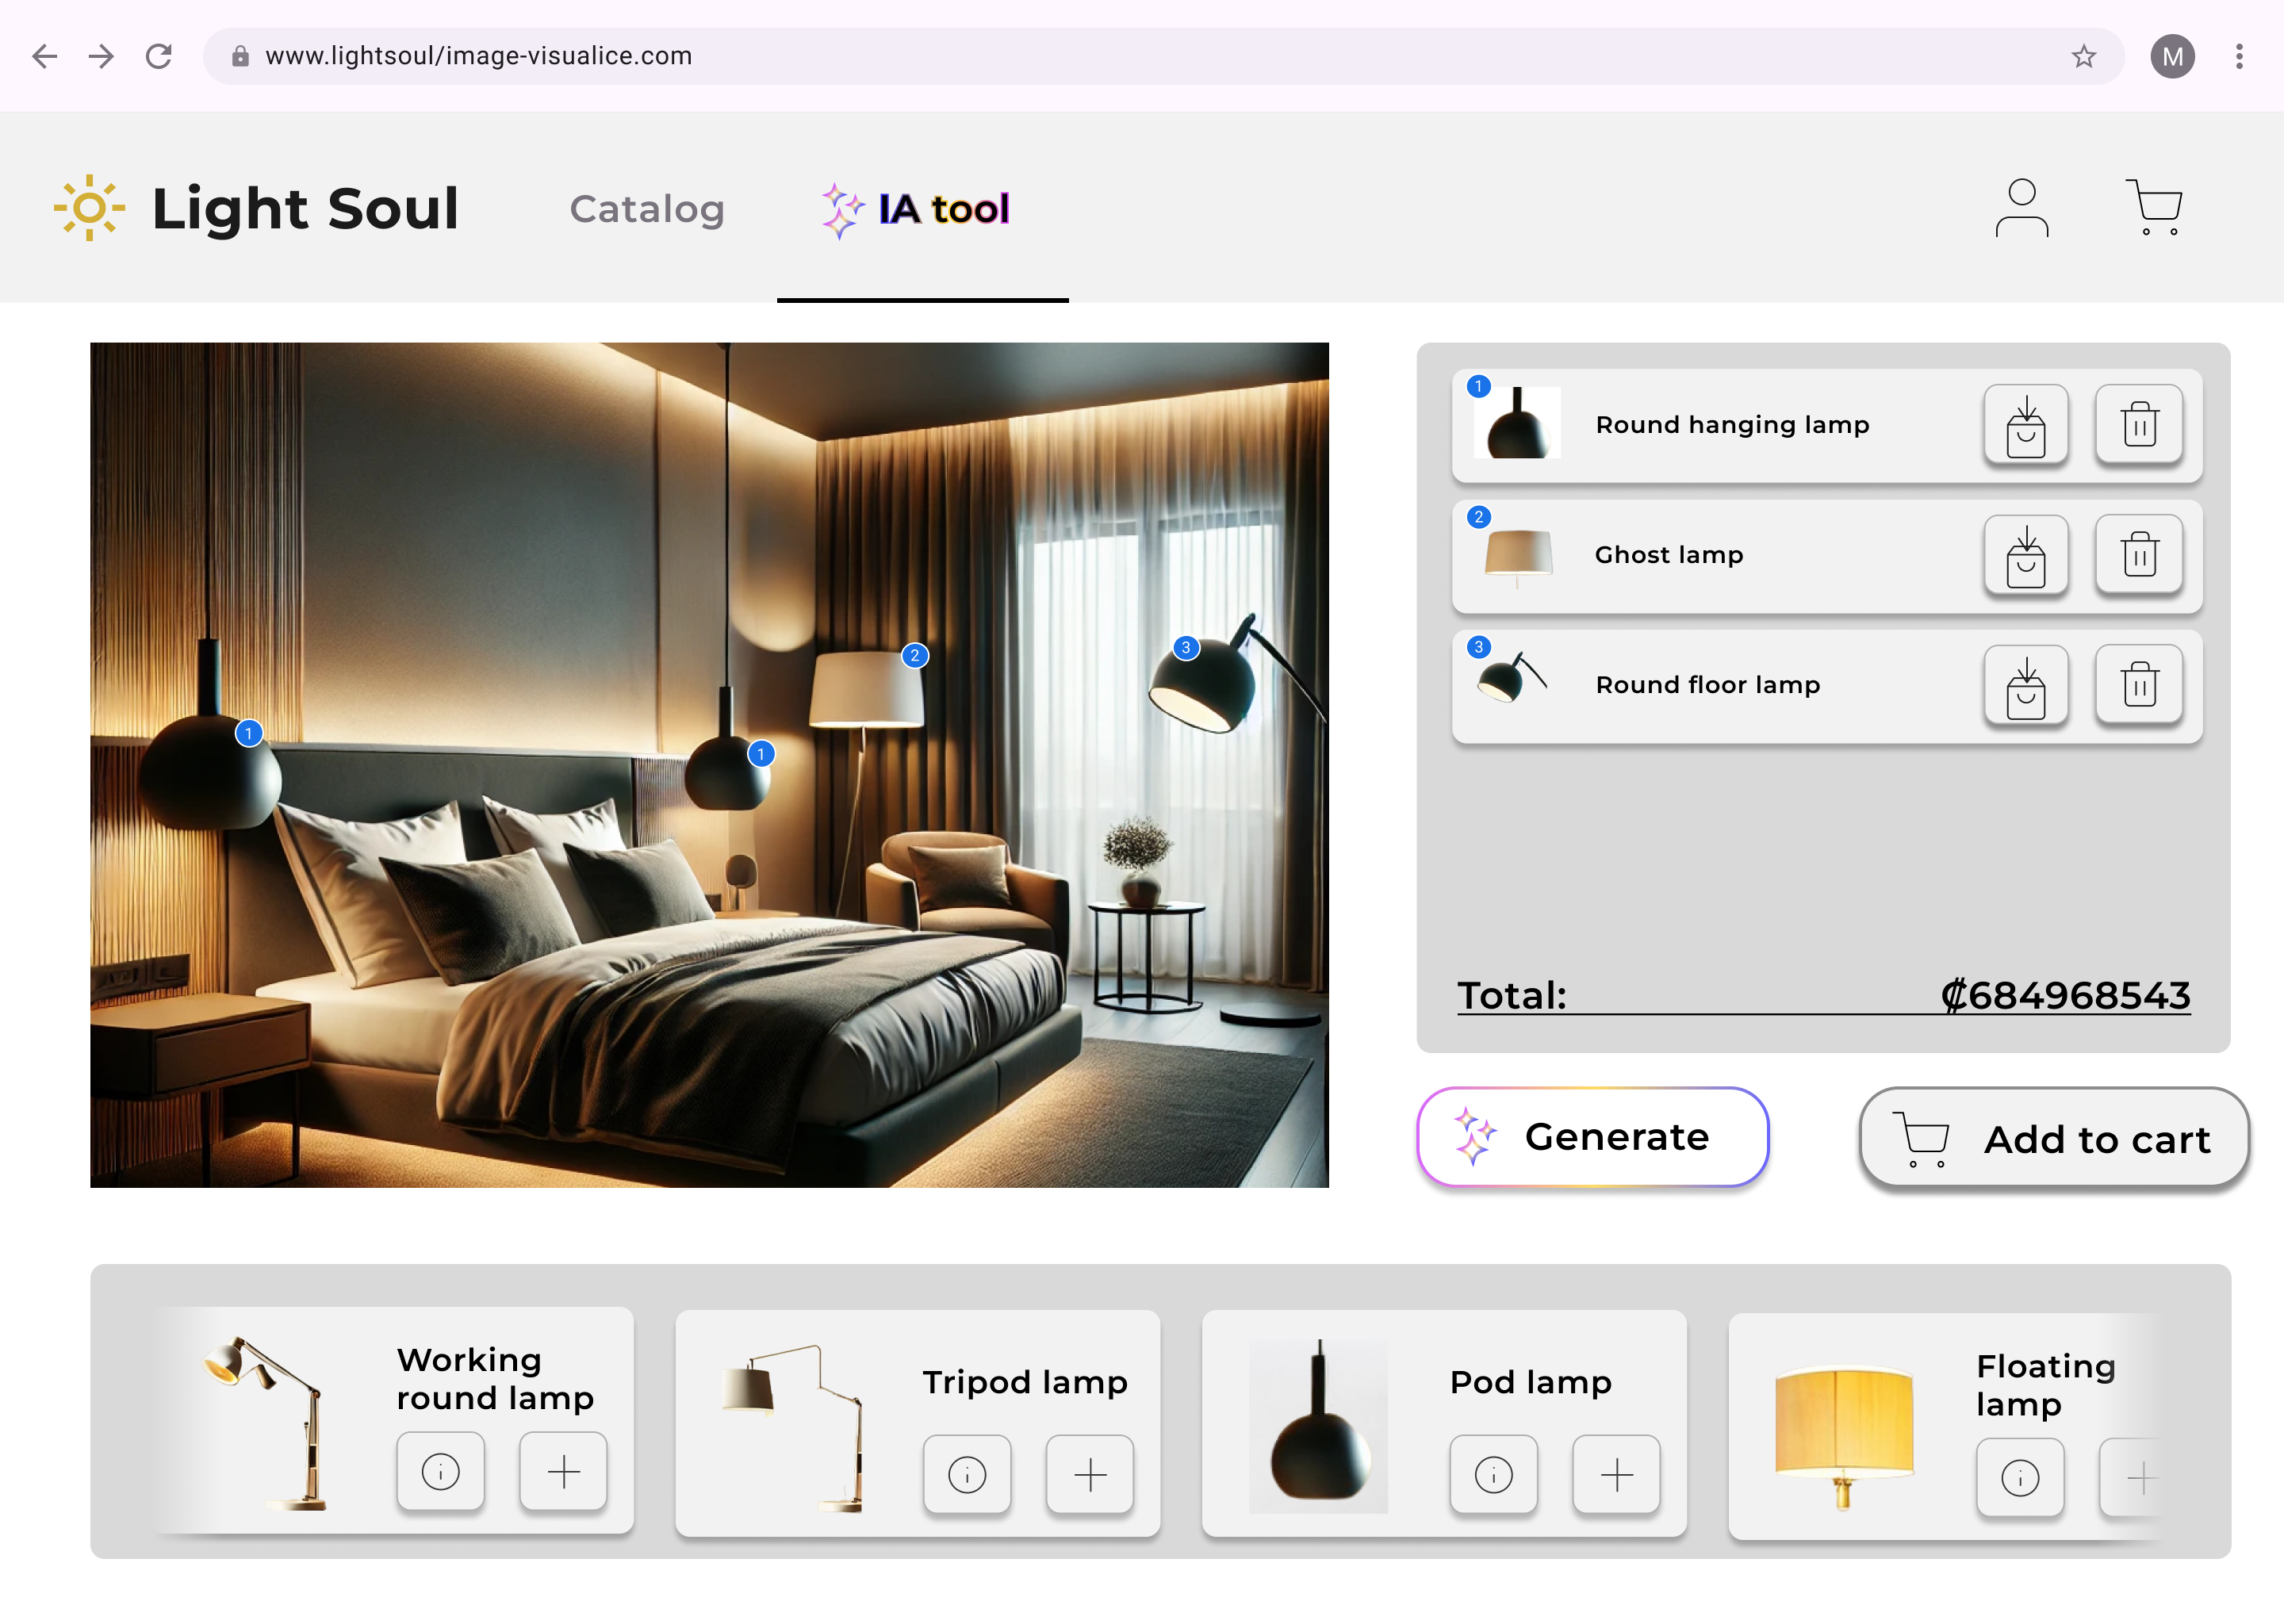 www.lightsoul/image-visualice.com
M
Light Soul
Catalog
IA tool
1
1
2
3
1
Round hanging lamp
2
Ghost lamp
3
Round floor lamp
Total: ₡684968543
Generate
Add to cart
Working
round lamp
Tripod lamp
Pod lamp
Floating
lamp